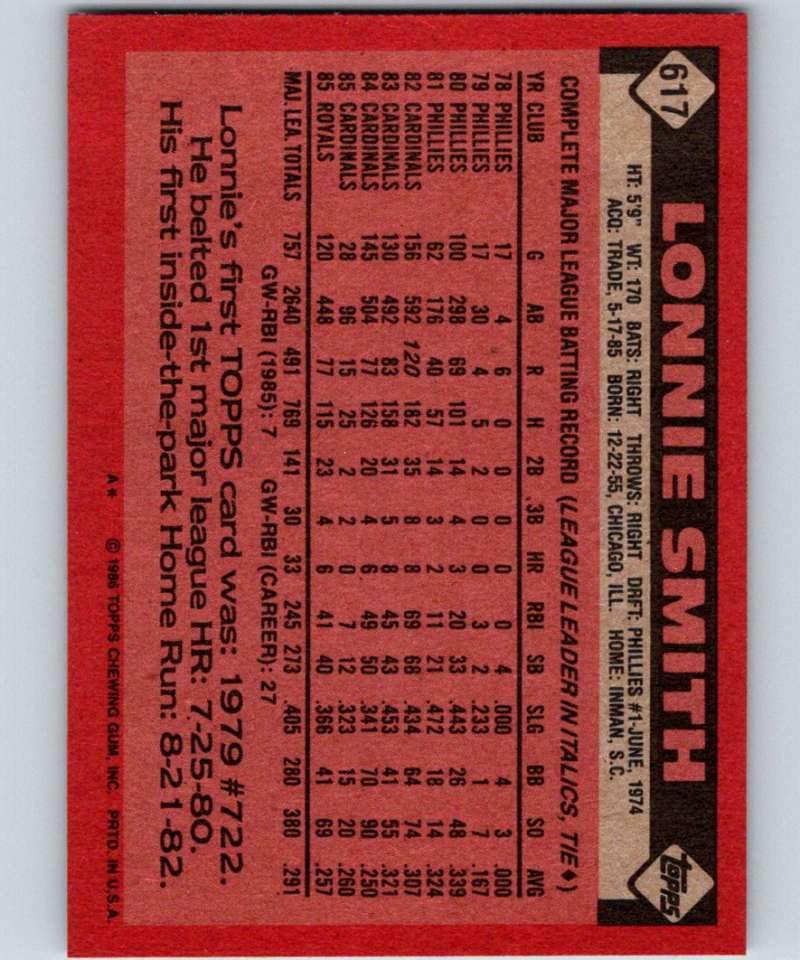 617
LONNIE SMITH
TOPPS
HT: 5'9" WT: 170 BATS: RIGHT THROWS: RIGHT DRFT: PHILLIES #1-JUNE, 1974
ACQ: TRADE, 5-17-85 BORN: 12-22-55, CHICAGO, ILL. HOME: INMAN, S.C.
COMPLETE MAJOR LEAGUE BATTING RECORD (LEAGUE LEADER IN ITALICS, TIE♦)
YR CLUB G AB R H 2B 3B HR RBI SB SLG BB SO AVG
78 PHILLIES 17 4 6 0 0 0 0 0 4 .000 4 3 .000
79 PHILLIES 17 30 4 5 2 0 0 3 2 .233 1 7 .167
80 PHILLIES 100 298 69 101 14 4 3 20 33 .443 26 48 .339
81 PHILLIES 62 176 40 57 14 3 2 11 21 .472 18 14 .324
82 CARDINALS 156 592 120 182 35 8 8 69 68 .434 64 74 .307
83 CARDINALS 130 492 83 158 31 5 8 45 43 .453 41 55 .321
84 CARDINALS 145 504 77 126 20 4 6 49 50 .341 70 90 .250
85 CARDINALS 28 96 15 25 2 2 0 7 12 .323 15 20 .260
85 ROYALS 120 448 77 115 23 4 6 41 40 .366 41 69 .257
MAJ. LEA. TOTALS 757 2640 491 769 141 30 33 245 273 .405 280 380 .291
GW-RBI (1985): 7 GW-RBI (CAREER): 27
Lonnie's first TOPPS card was: 1979 #722.
He belted 1st major league HR: 7-25-80.
His first inside-the-park Home Run: 8-21-82.
A* © 1986 TOPPS CHEWING GUM, INC. PRTD. IN U.S.A.